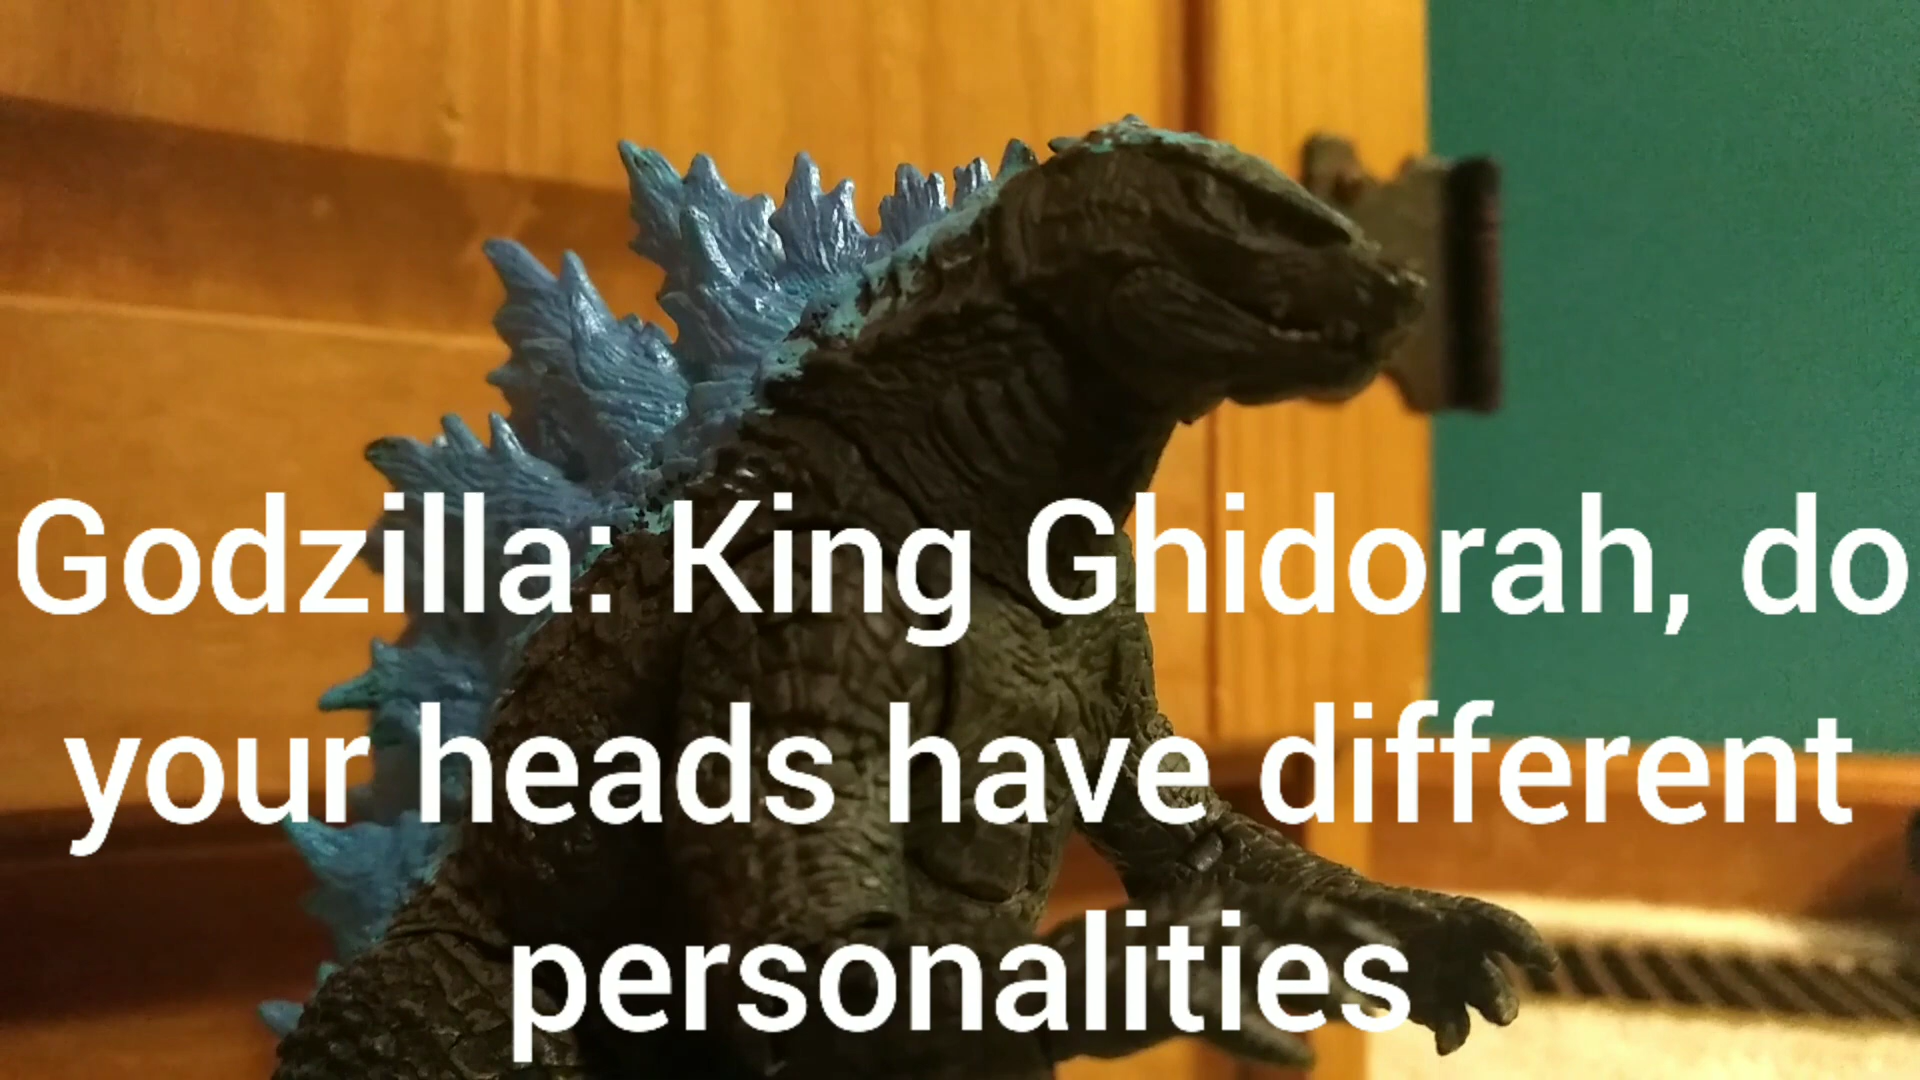 Godzilla: King Ghidorah, do
your heads have different
personalities